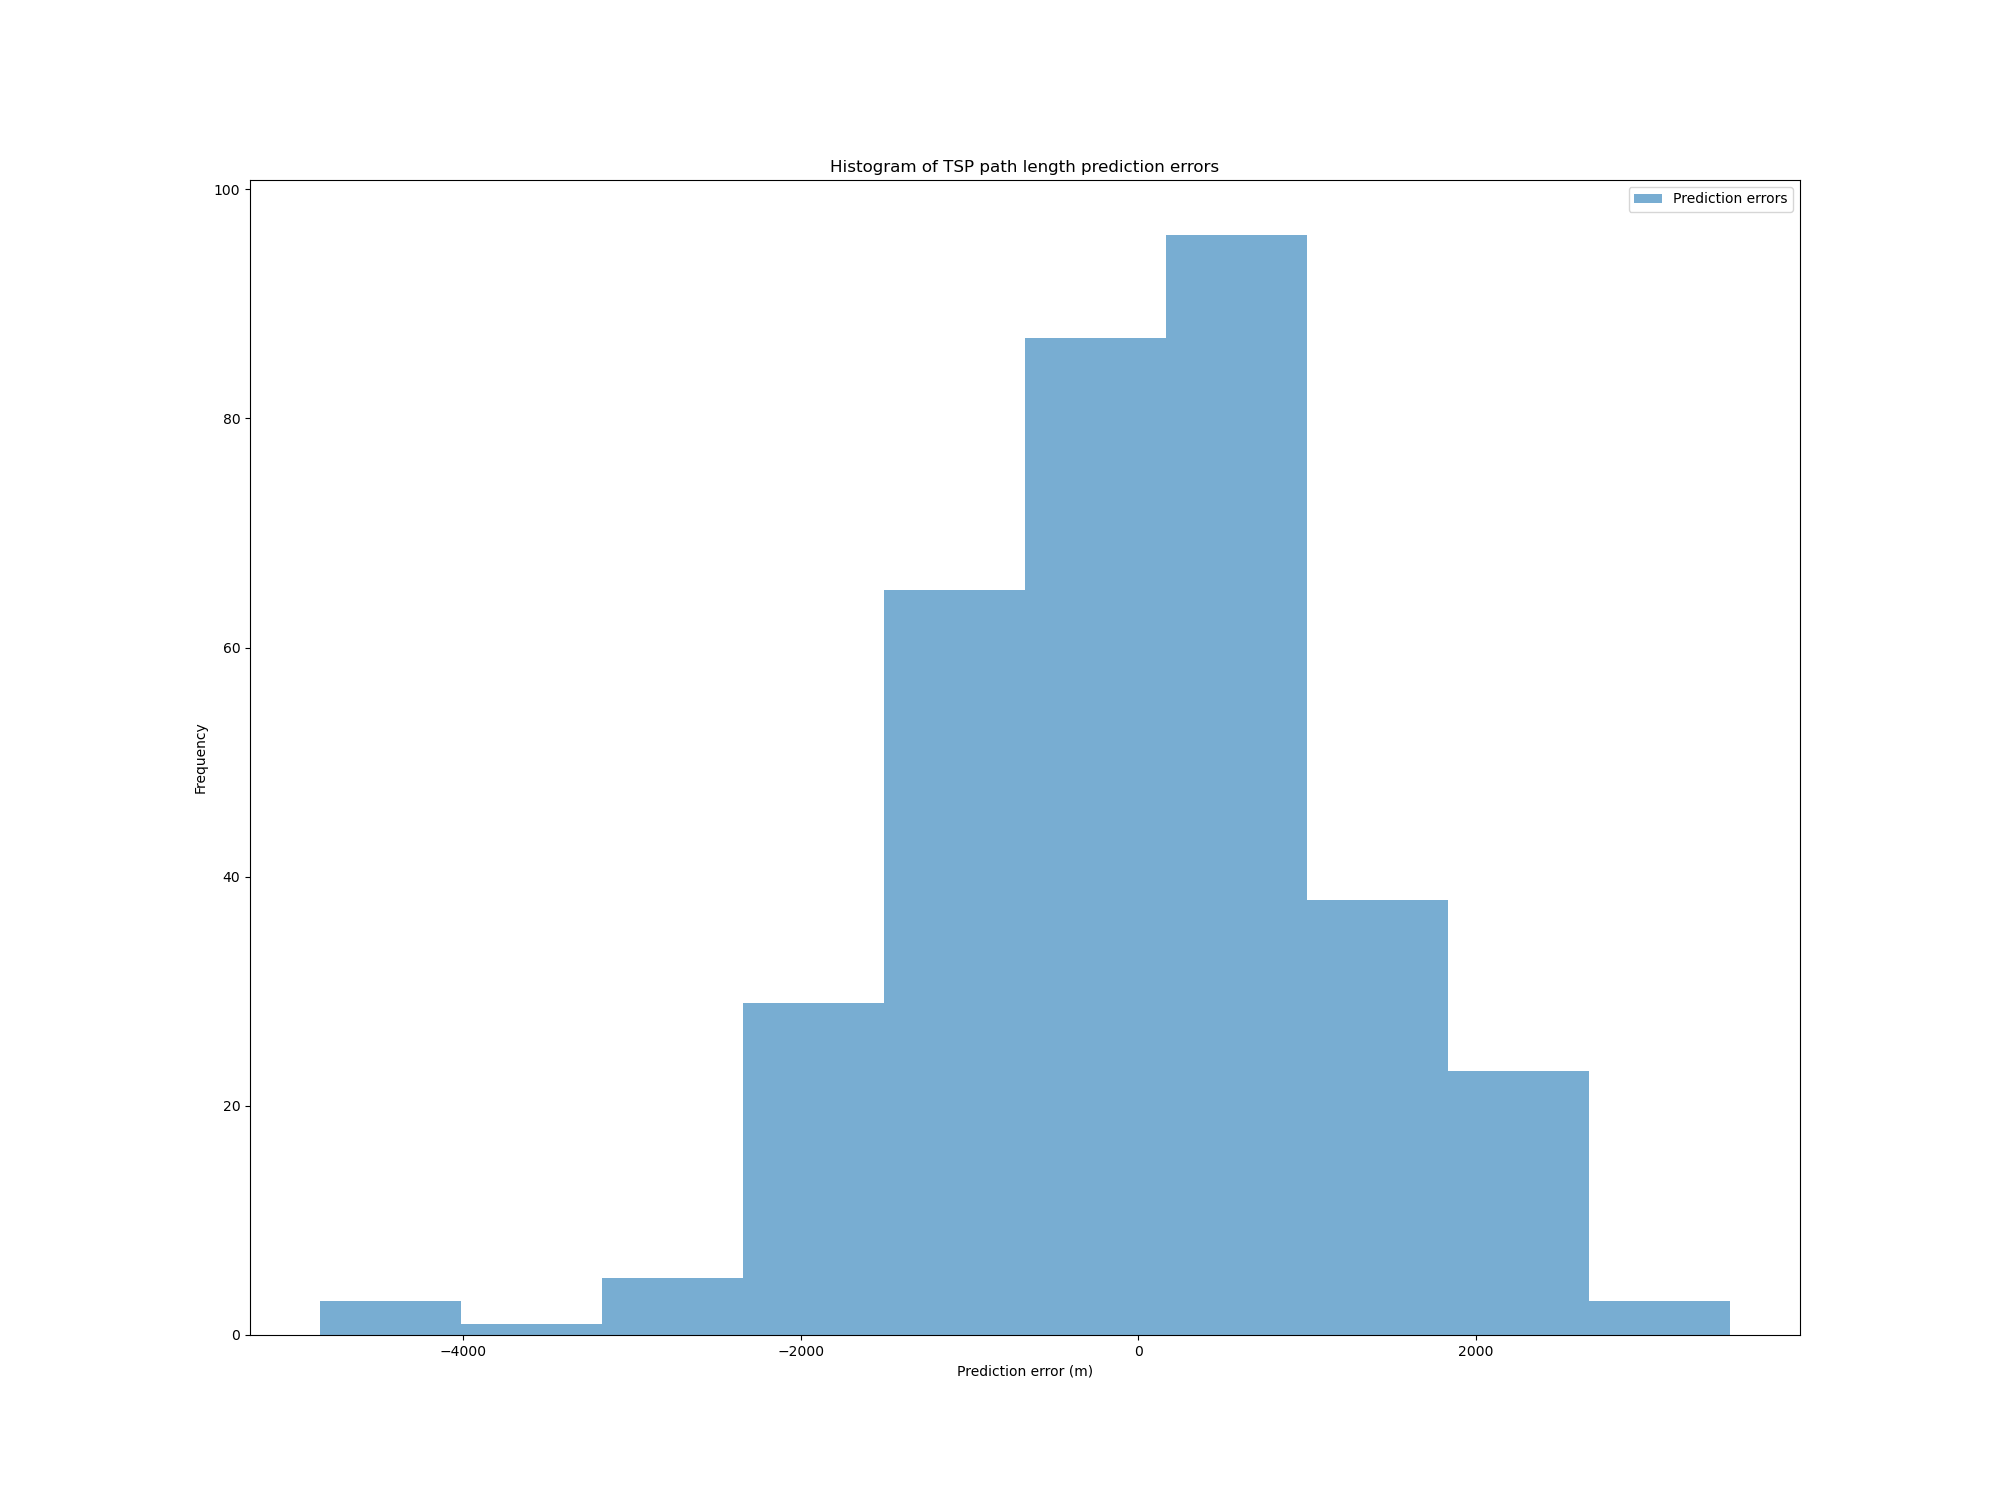 Histogram of TSP path length prediction errors
Prediction errors
100
80
60
40
20
0
Frequency
−4000
−2000
0
2000
Prediction error (m)